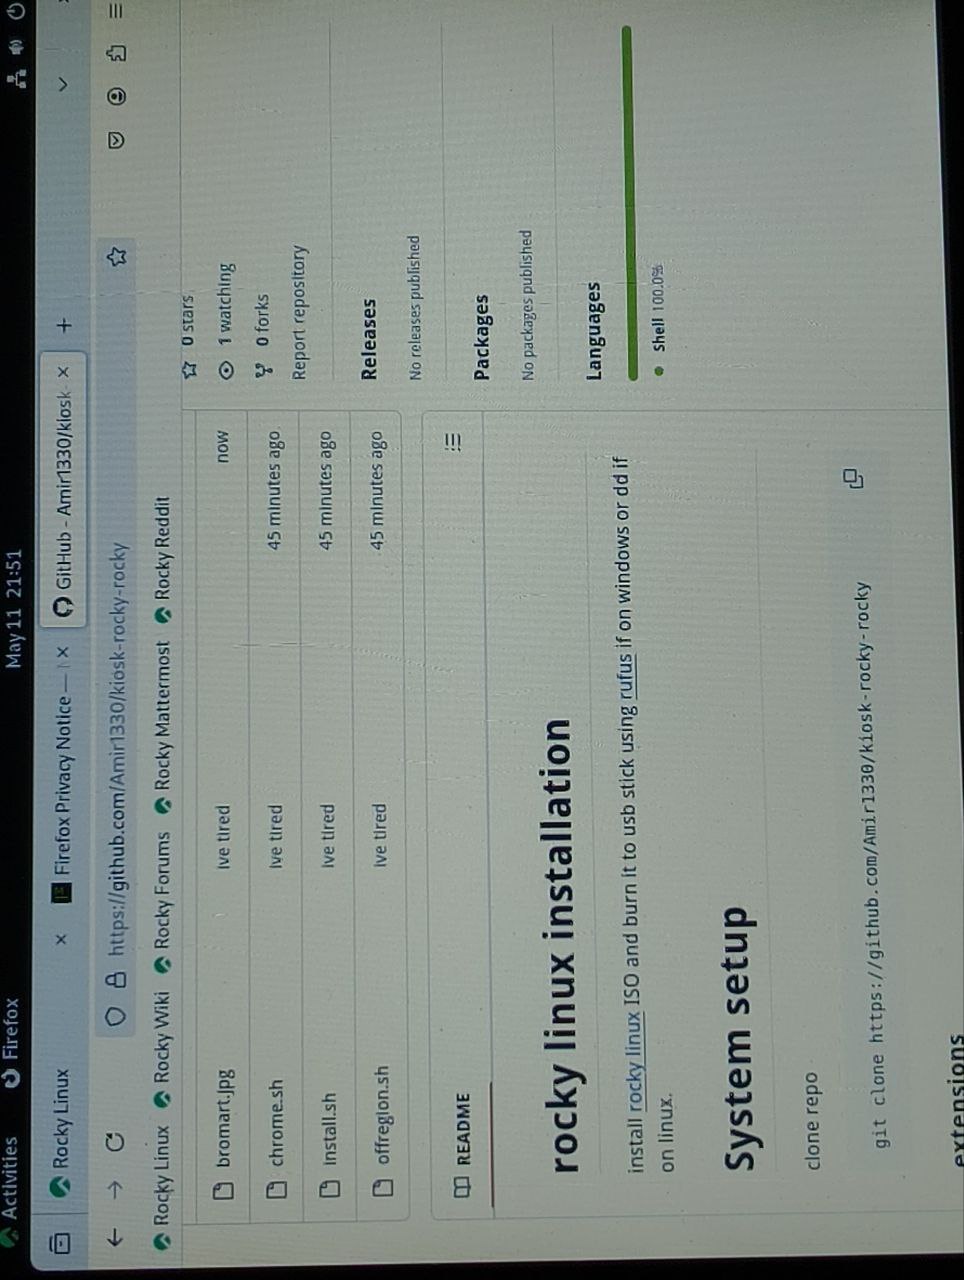 Activities Firefox May 11 21:51
Rocky Linux × Firefox Privacy Notice — × GitHub - Amir1330/kiosk- × +
https://github.com/Amir1330/kiosk-rocky-rocky
Rocky Linux Rocky Wiki Rocky Forums Rocky Mattermost Rocky Reddit
bromart.jpg ive tired now
chrome.sh ive tired 45 minutes ago
install.sh ive tired 45 minutes ago
offregion.sh ive tired 45 minutes ago
README
rocky linux installation
install rocky linux ISO and burn it to usb stick using rufus if on windows or dd if
on linux.
System setup
clone repo
git clone https://github.com/Amir1330/kiosk-rocky-rocky
extensions
0 stars
1 watching
0 forks
Report repository
Releases
No releases published
Packages
No packages published
Languages
Shell 100.0%